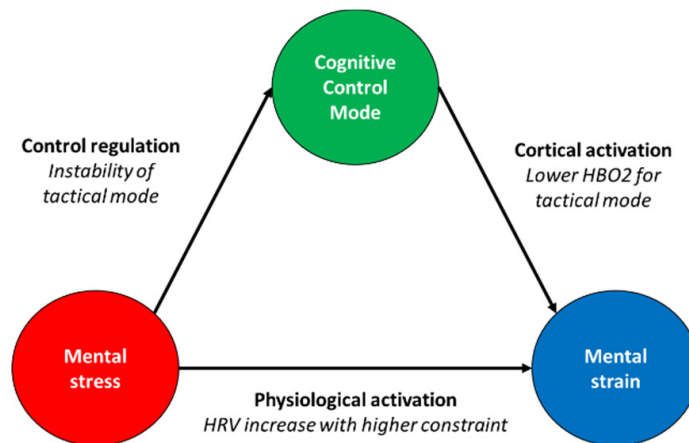 Cognitive
Control
Mode
Control regulation
Instability of
tactical mode
Cortical activation
Lower HBO2 for
tactical mode
Mental
stress
Mental
strain
Physiological activation
HRV increase with higher constraint